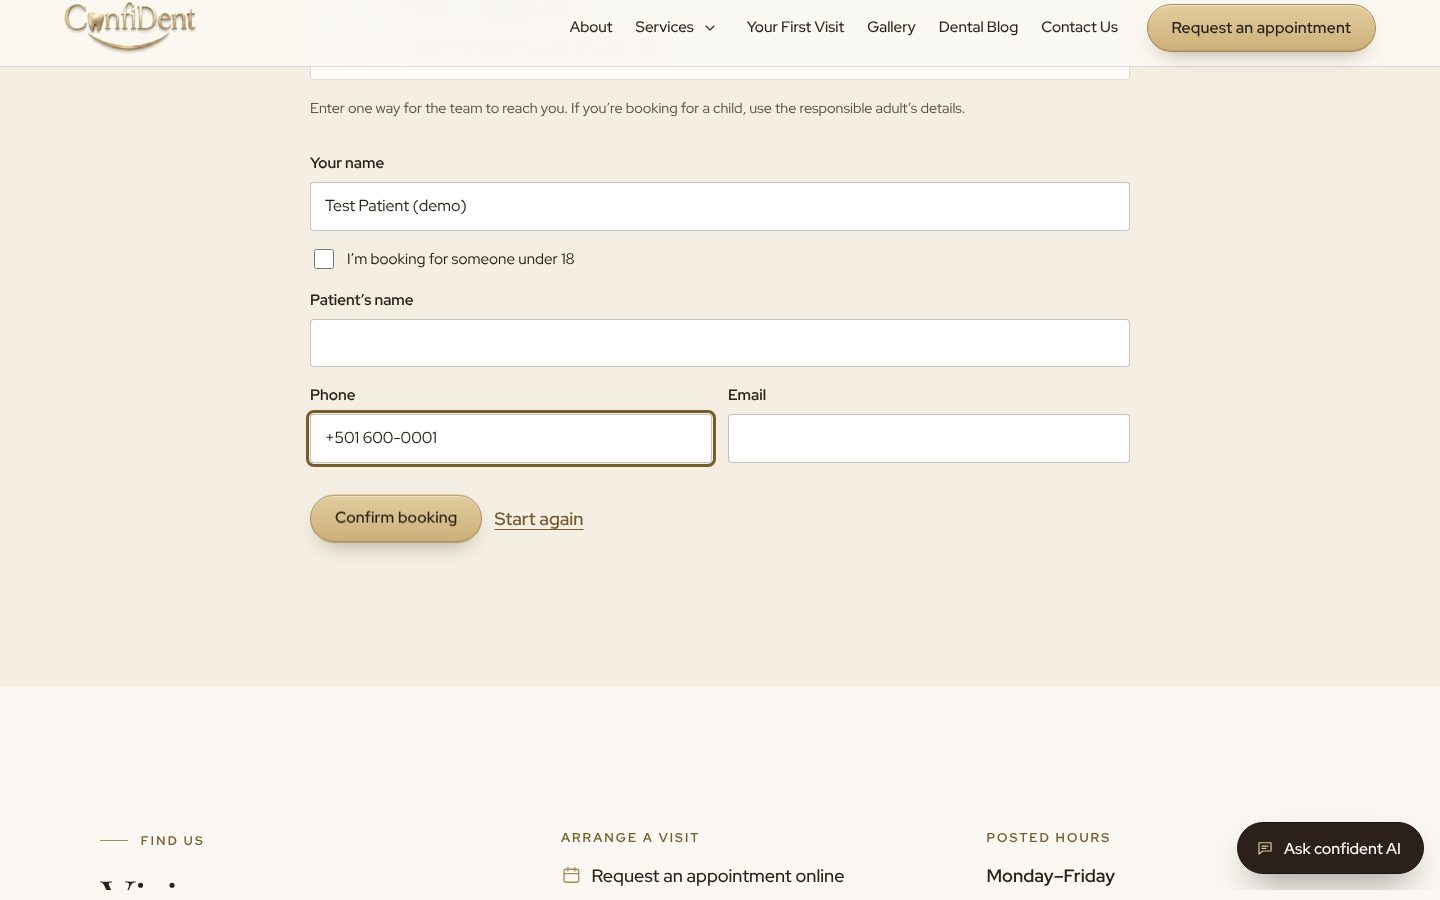 ConfiDent
About
Services
Your First Visit
Gallery
Dental Blog
Contact Us
Request an appointment
Enter one way for the team to reach you. If you’re booking for a child, use the responsible adult’s details.
Your name
Test Patient (demo)
I’m booking for someone under 18
Patient’s name
Phone
Email
+501 600-0001
Confirm booking
Start again
FIND US
ARRANGE A VISIT
POSTED HOURS
Request an appointment online
Monday–Friday
Ask confident AI